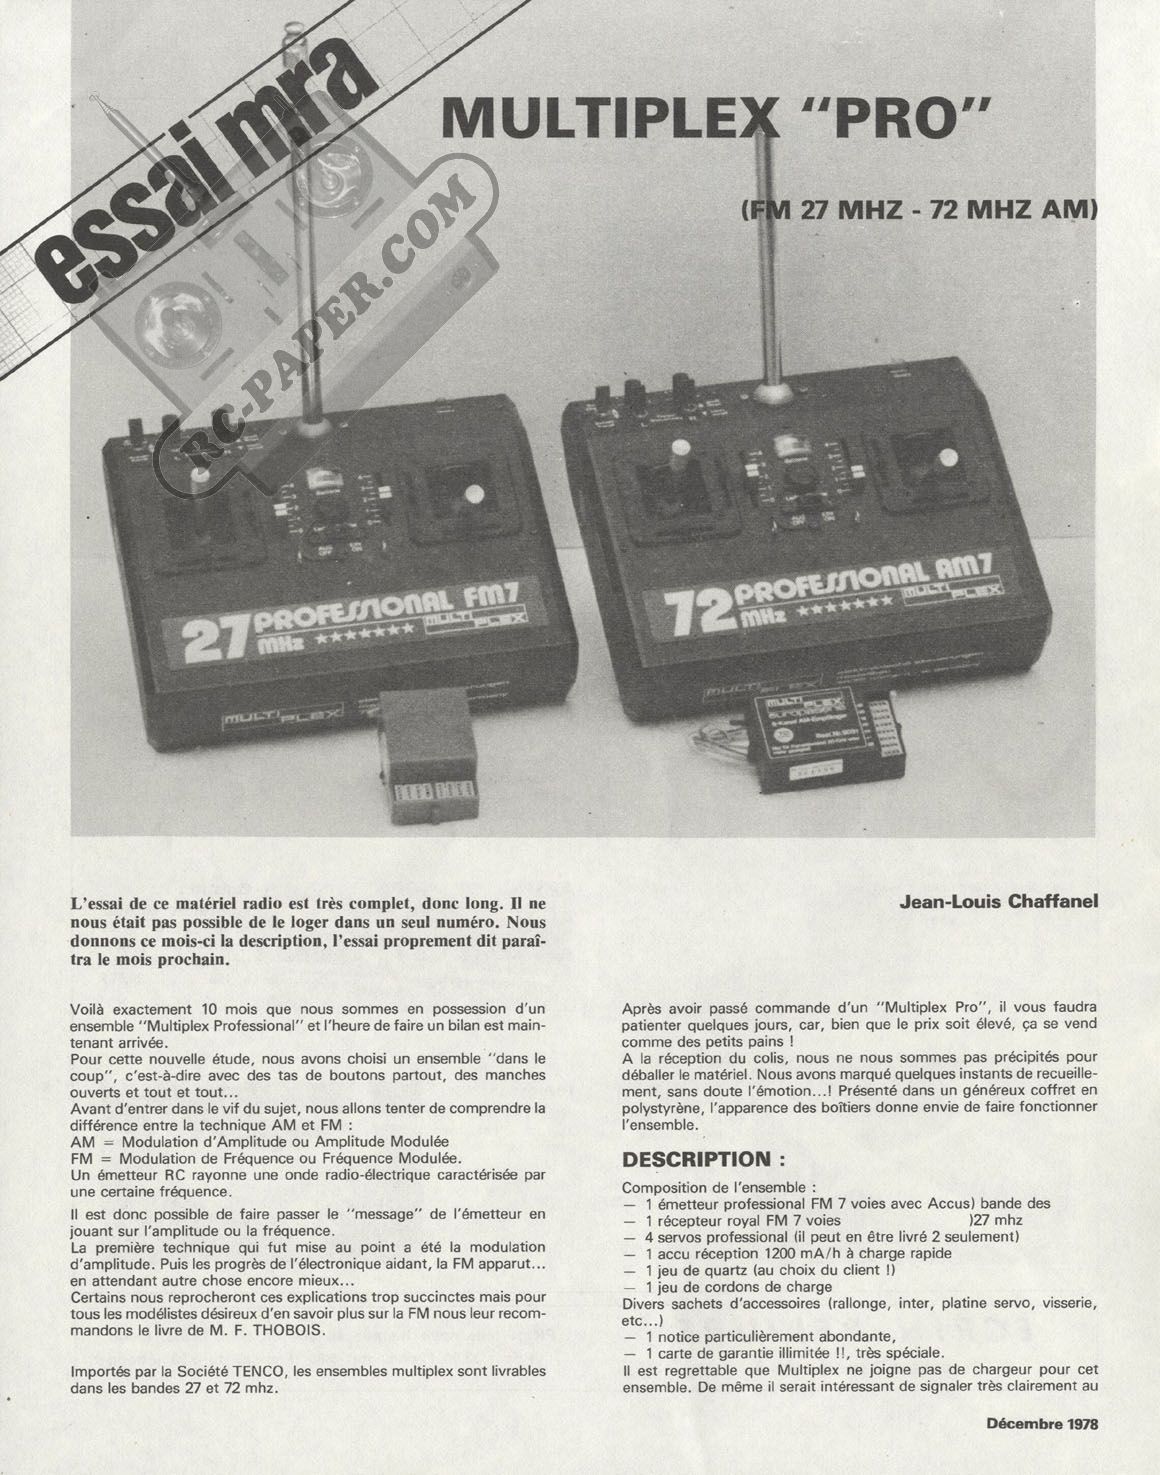 essai mra
MULTIPLEX "PRO"
(FM 27 MHZ - 72 MHZ AM)
RC-PAPER.COM
27 PROFESSIONAL FM7
MHz ★★★★★★★ MULTI PLEX
72 PROFESSIONAL AM7
MHz ★★★★★★★ MULTI PLEX
MULTI PLEX
MULTI PLEX
MULTI PLEX
L'essai de ce matériel radio est très complet, donc long. Il ne
nous était pas possible de le loger dans un seul numéro. Nous
donnons ce mois-ci la description, l'essai proprement dit paraî-
tra le mois prochain.
Jean-Louis Chaffanel
Voilà exactement 10 mois que nous sommes en possession d'un
ensemble "Multiplex Professional" et l'heure de faire un bilan est main-
tenant arrivée.
Pour cette nouvelle étude, nous avons choisi un ensemble "dans le
coup", c'est-à-dire avec des tas de boutons partout, des manches
ouverts et tout et tout...
Avant d'entrer dans le vif du sujet, nous allons tenter de comprendre la
différence entre la technique AM et FM :
AM = Modulation d'Amplitude ou Amplitude Modulée
FM = Modulation de Fréquence ou Fréquence Modulée.
Un émetteur RC rayonne une onde radio-électrique caractérisée par
une certaine fréquence.
Il est donc possible de faire passer le "message" de l'émetteur en
jouant sur l'amplitude ou la fréquence.
La première technique qui fut mise au point a été la modulation
d'amplitude. Puis les progrès de l'électronique aidant, la FM apparut...
en attendant autre chose encore mieux...
Certains nous reprocheront ces explications trop succinctes mais pour
tous les modélistes désireux d'en savoir plus sur la FM nous leur recom-
mandons le livre de M. F. THOBOIS.
Importés par la Société TENCO, les ensembles multiplex sont livrables
dans les bandes 27 et 72 mhz.
Après avoir passé commande d'un "Multiplex Pro", il vous faudra
patienter quelques jours, car, bien que le prix soit élevé, ça se vend
comme des petits pains !
A la réception du colis, nous ne nous sommes pas précipités pour
déballer le matériel. Nous avons marqué quelques instants de recueille-
ment, sans doute l'émotion...! Présenté dans un généreux coffret en
polystyrène, l'apparence des boîtiers donne envie de faire fonctionner
l'ensemble.
DESCRIPTION :
Composition de l'ensemble :
— 1 émetteur professional FM 7 voies avec Accus) bande des
— 1 récepteur royal FM 7 voies )27 mhz
— 4 servos professional (il peut en être livré 2 seulement)
— 1 accu réception 1200 mA/h à charge rapide
— 1 jeu de quartz (au choix du client !)
— 1 jeu de cordons de charge
Divers sachets d'accessoires (rallonge, inter, platine servo, visserie,
etc...)
— 1 notice particulièrement abondante,
— 1 carte de garantie illimitée !!, très spéciale.
Il est regrettable que Multiplex ne joigne pas de chargeur pour cet
ensemble. De même il serait intéressant de signaler très clairement au
Décembre 1978